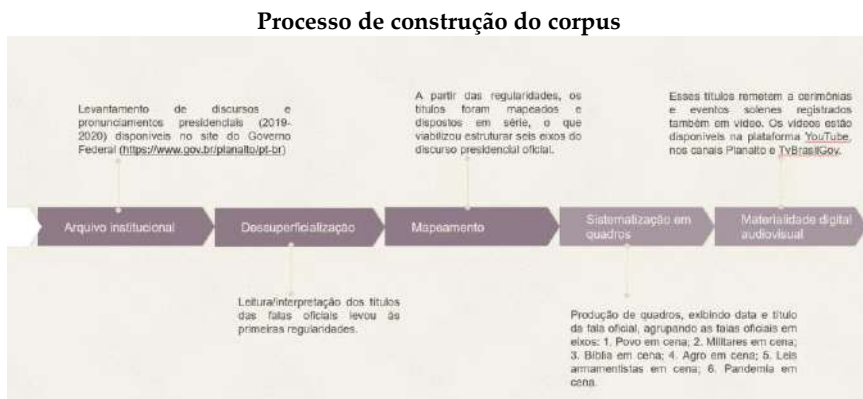 Processo de construção do corpus
Levantamento de discursos e
pronunciamentos presidenciais (2019-
2020) disponíveis no site do Governo
Federal (https://www.gov.br/planalto/pt-br)
A partir das regularidades, os
títulos foram mapeados e
dispostos em série, o que
viabilizou estruturar seis eixos do
discurso presidencial oficial.
Esses títulos remetem a cerimônias
e eventos solenes registrados
também em vídeo. Os vídeos estão
disponíveis na plataforma YouTube,
nos canais Planalto e TvBrasilGov.
Arquivo institucional
Dessuperficialização
Mapeamento
Sistematização em
quadros
Materialidade digital
audiovisual
Leitura/interpretação dos títulos
das falas oficiais levou às
primeiras regularidades.
Produção de quadros, exibindo data e título
da fala oficial, agrupando as falas oficiais em
eixos: 1. Povo em cena; 2. Militares em cena;
3. Bíblia em cena; 4. Agro em cena; 5. Leis
armamentistas em cena; 6. Pandemia em
cena.